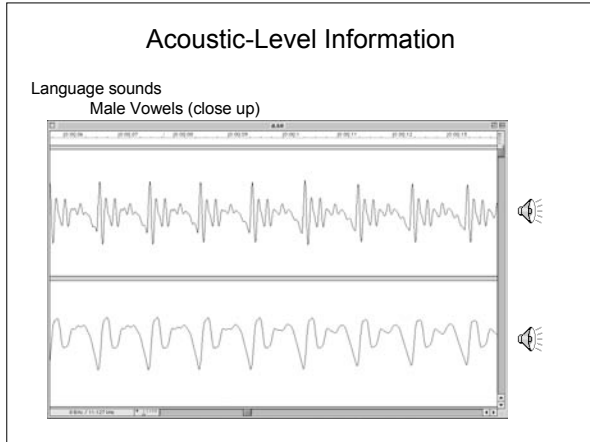 Acoustic-Level Information
Language sounds
Male Vowels (close up)